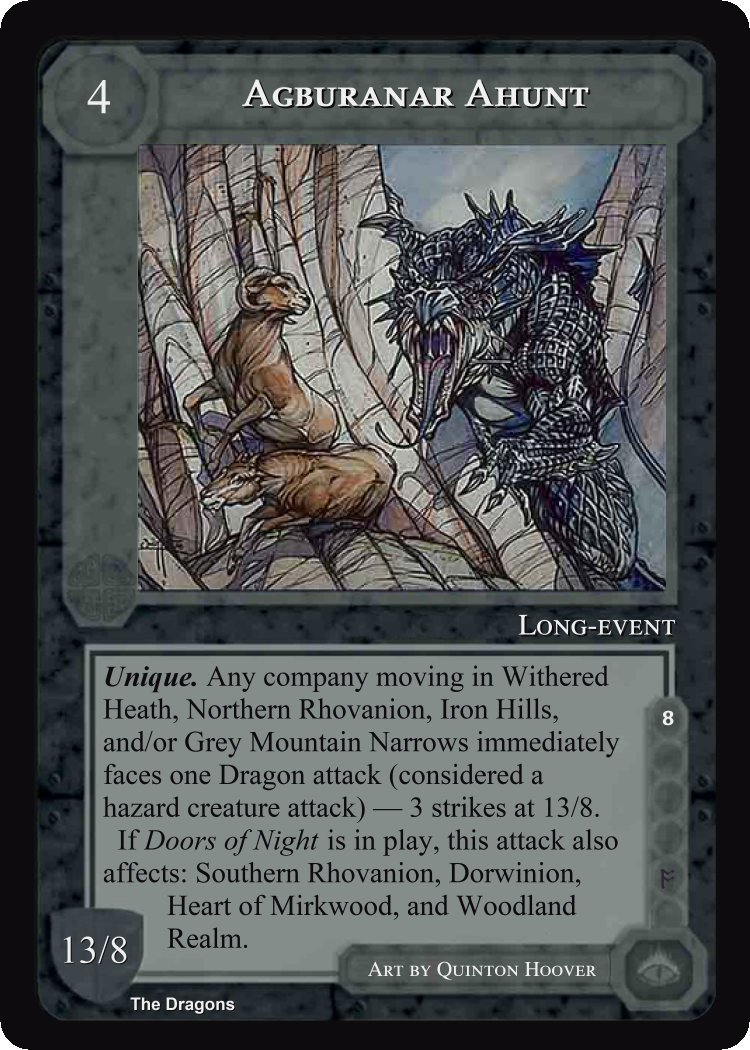 4
AGBURANAR AHUNT
LONG-EVENT
Unique. Any company moving in Withered
Heath, Northern Rhovanion, Iron Hills,
and/or Grey Mountain Narrows immediately
faces one Dragon attack (considered a
hazard creature attack) — 3 strikes at 13/8.
If Doors of Night is in play, this attack also
affects: Southern Rhovanion, Dorwinion,
Heart of Mirkwood, and Woodland
Realm.
8
13/8
ART BY QUINTON HOOVER
The Dragons